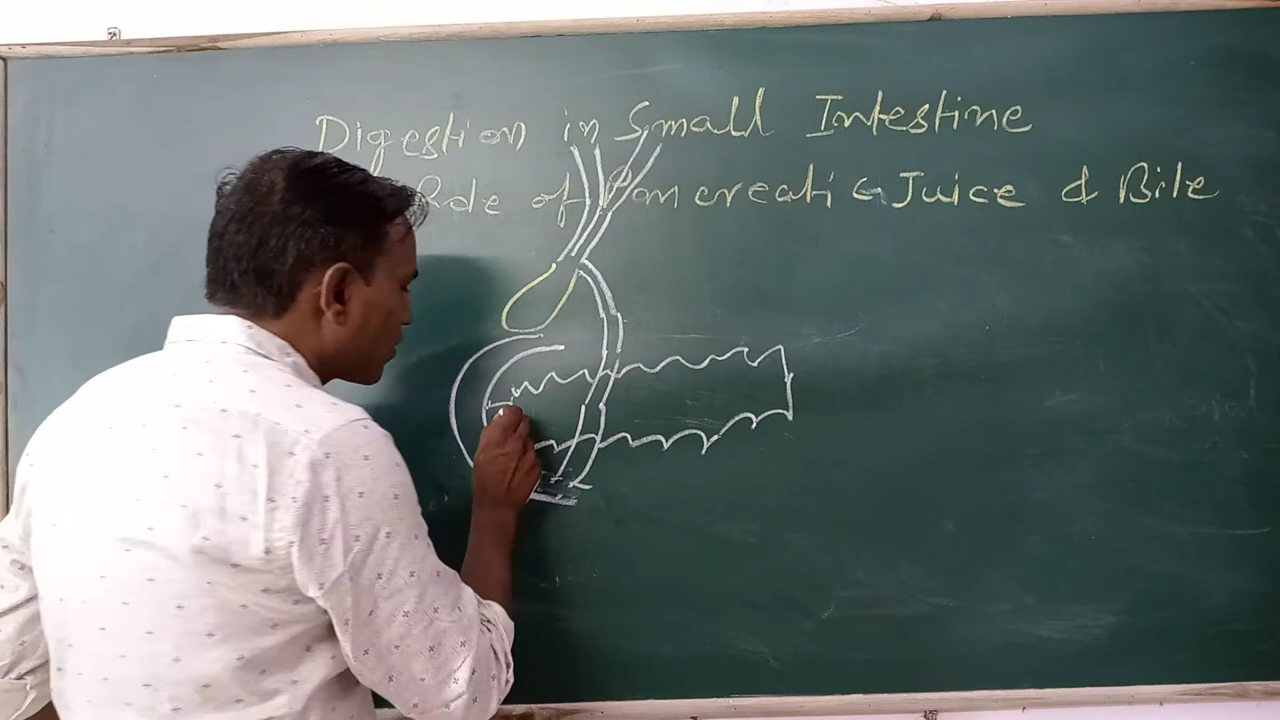 Digestion in Small Intestine
Role of Pancreatic Juice & Bile